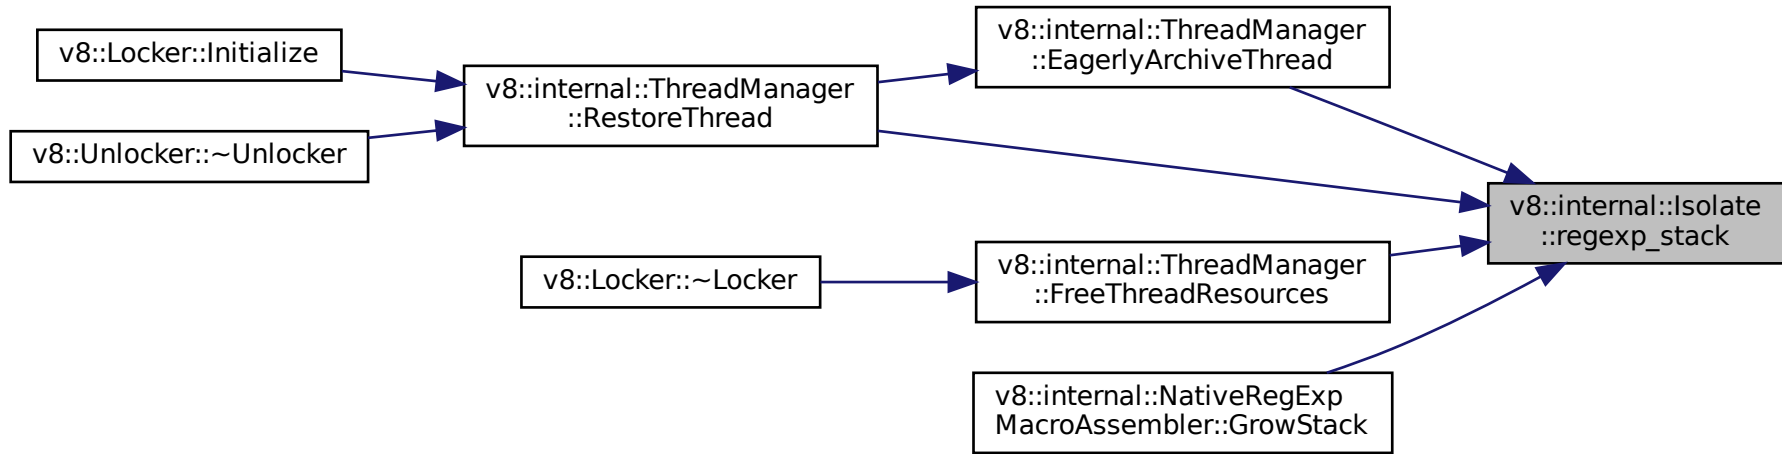 v8::Locker::Initialize
v8::Unlocker::~Unlocker
v8::internal::ThreadManager
::RestoreThread
v8::Locker::~Locker
v8::internal::ThreadManager
::EagerlyArchiveThread
v8::internal::ThreadManager
::FreeThreadResources
v8::internal::NativeRegExp
MacroAssembler::GrowStack
v8::internal::Isolate
::regexp_stack